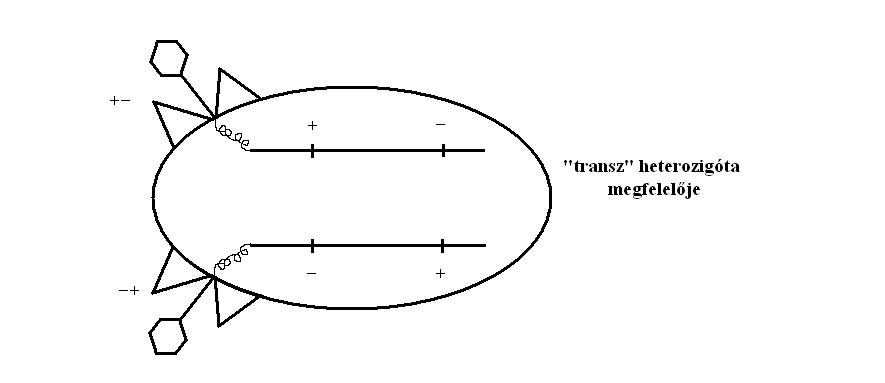 +−
+ −
"transz" heterozigóta
megfelelője
− +
−+